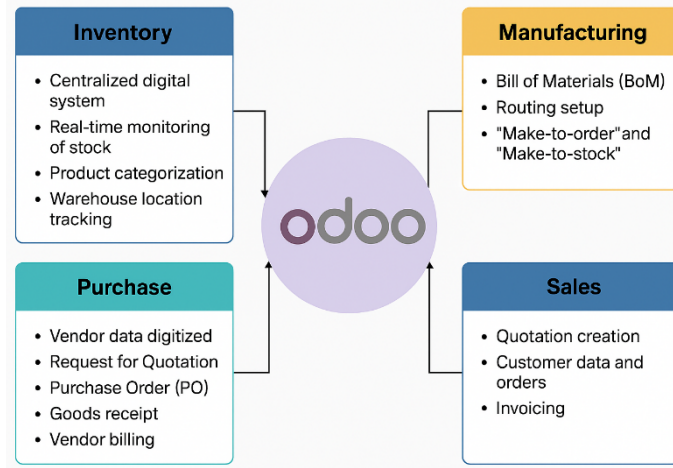 Inventory
• Centralized digital
system
• Real-time monitoring
of stock
• Product categorization
• Warehouse location
tracking
Manufacturing
• Bill of Materials (BoM)
• Routing setup
• "Make-to-order"and
"Make-to-stock"
odoo
Purchase
• Vendor data digitized
• Request for Quotation
• Purchase Order (PO)
• Goods receipt
• Vendor billing
Sales
• Quotation creation
• Customer data and
orders
• Invoicing